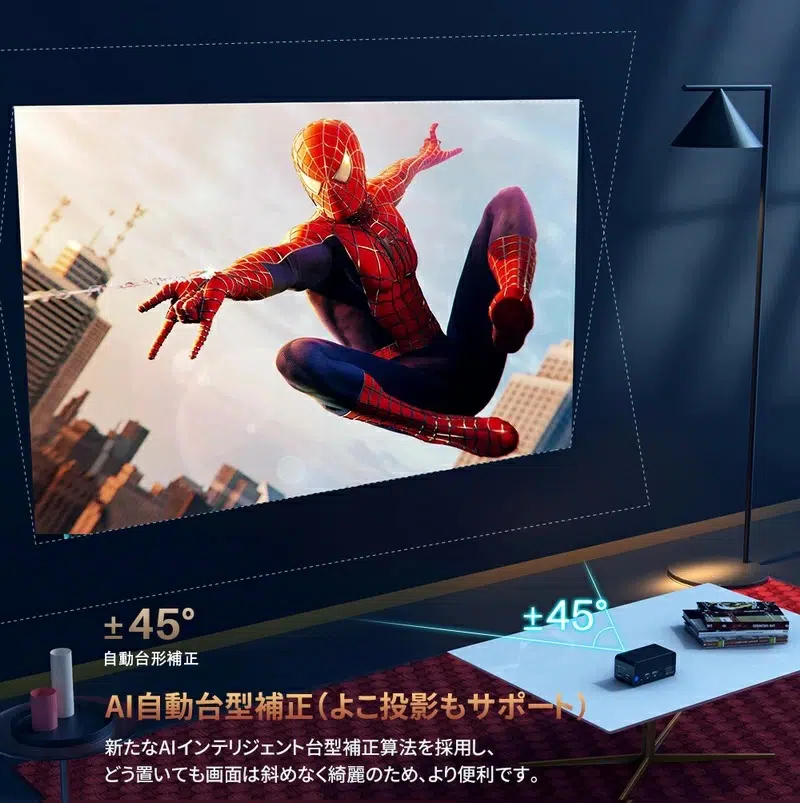 ±45°
±45°
自動台形補正
AI自動台型補正(よこ投影もサポート)
新たなAIインテリジェント台型補正算法を採用し、
どう置いても画面は斜めなく綺麗のため、より便利です。